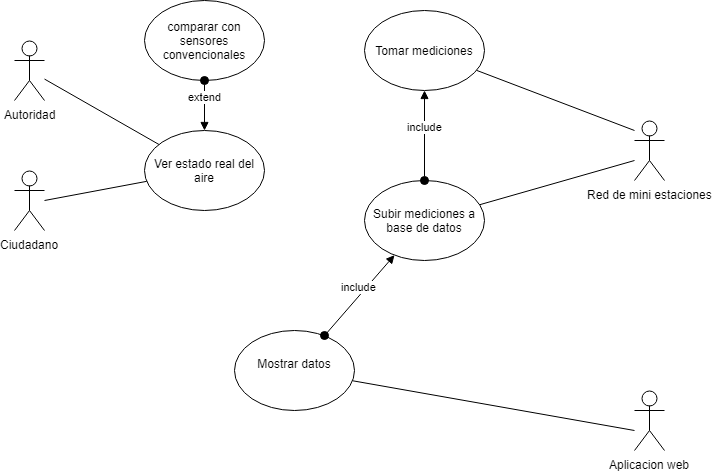 comparar con
sensores
convencionales
Tomar mediciones
Autoridad
extend
include
Ver estado real del
aire
Red de mini estaciones
Subir mediciones a
base de datos
Ciudadano
include
Mostrar datos
Aplicacion web